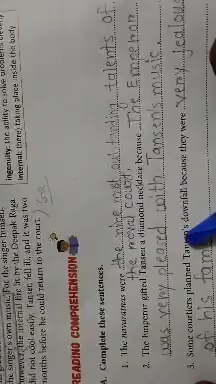 Ingenuity: the ability to solve problems cleverly
Internal: (here) taking place inside the body
the singer's own music. But the singer
however, the internal fire lit by the Deepak Raga
did not cool easily. Tansen fell ill, and it was two
months before he could return to the court.
READING COMPREHENSION
A. Complete these sentences.
1. The navaratnas were the nine most outstanding talents of
the royal court.
2. The emperor gifted Tansen a diamond necklace because The Emperor
was very pleased with Tansen's music.
3. Some courtiers planned Tansen's downfall because they were very jealous
of his fame